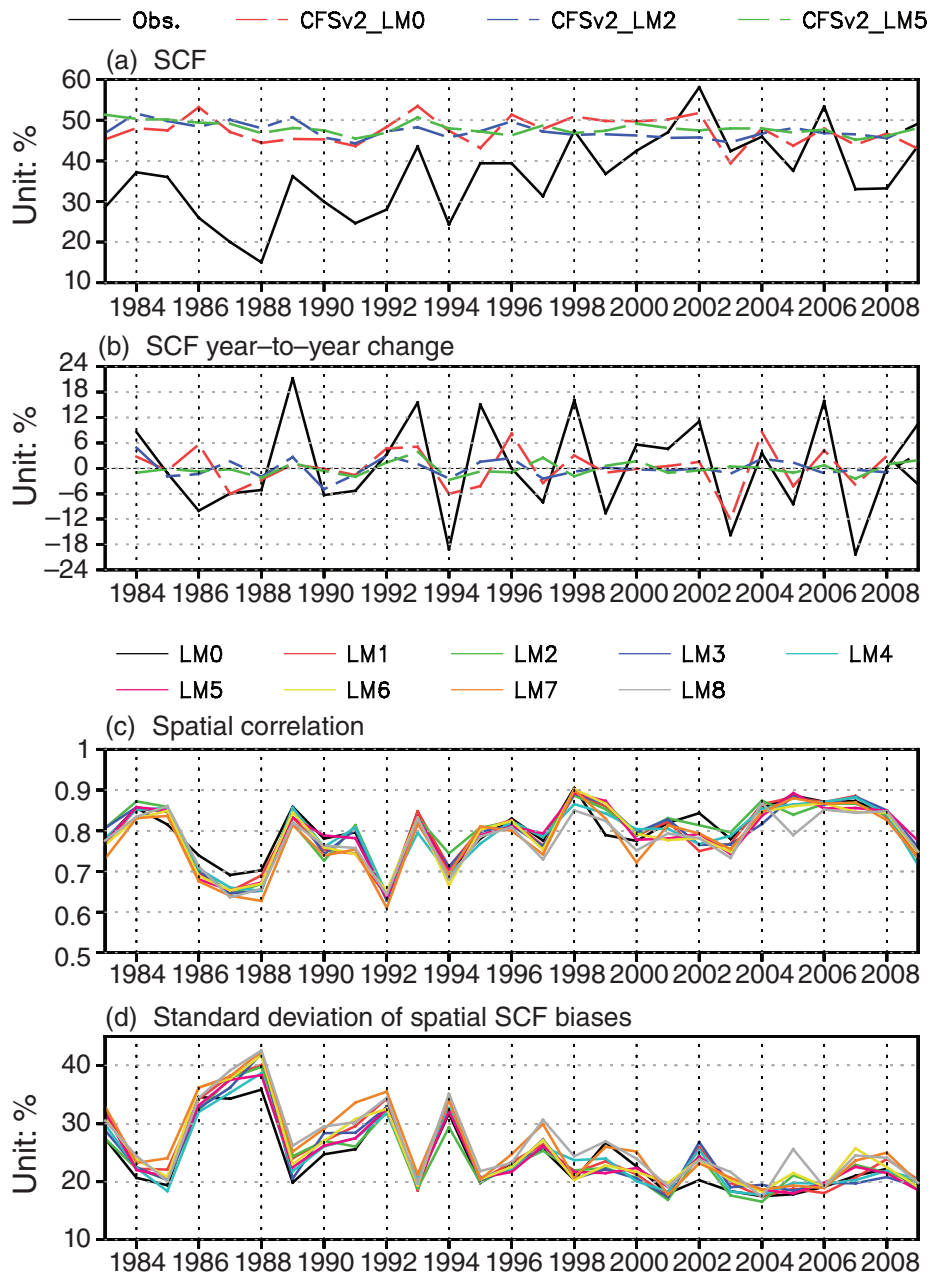 Obs. CFSv2_LM0 CFSv2_LM2 CFSv2_LM5
(a) SCF
Unit: %
60
50
40
30
20
10
1984 1986 1988 1990 1992 1994 1996 1998 2000 2002 2004 2006 2008
(b) SCF year–to–year change
Unit: %
24
18
12
6
0
−6
−12
−18
−24
1984 1986 1988 1990 1992 1994 1996 1998 2000 2002 2004 2006 2008
LM0 LM1 LM2 LM3 LM4
LM5 LM6 LM7 LM8
(c) Spatial correlation
1
0.9
0.8
0.7
0.6
0.5
1984 1986 1988 1990 1992 1994 1996 1998 2000 2002 2004 2006 2008
(d) Standard deviation of spatial SCF biases
Unit: %
40
30
20
10
1984 1986 1988 1990 1992 1994 1996 1998 2000 2002 2004 2006 2008